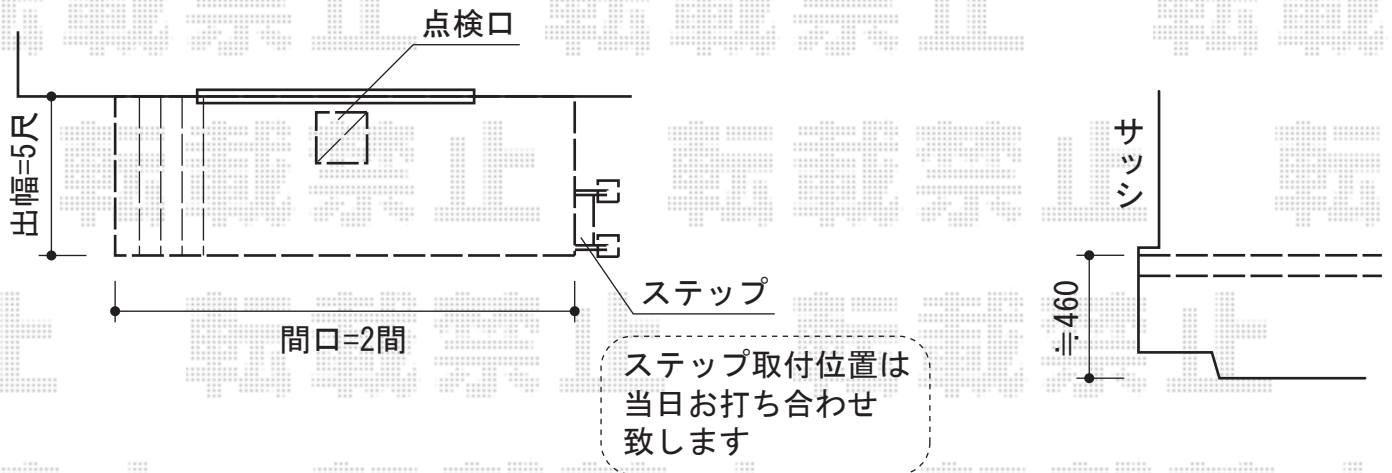 点検口
出幅=5尺
間口=2間
ステップ
ステップ取付位置は
当日お打ち合わせ
致します
サッシ
≒460
転載禁止